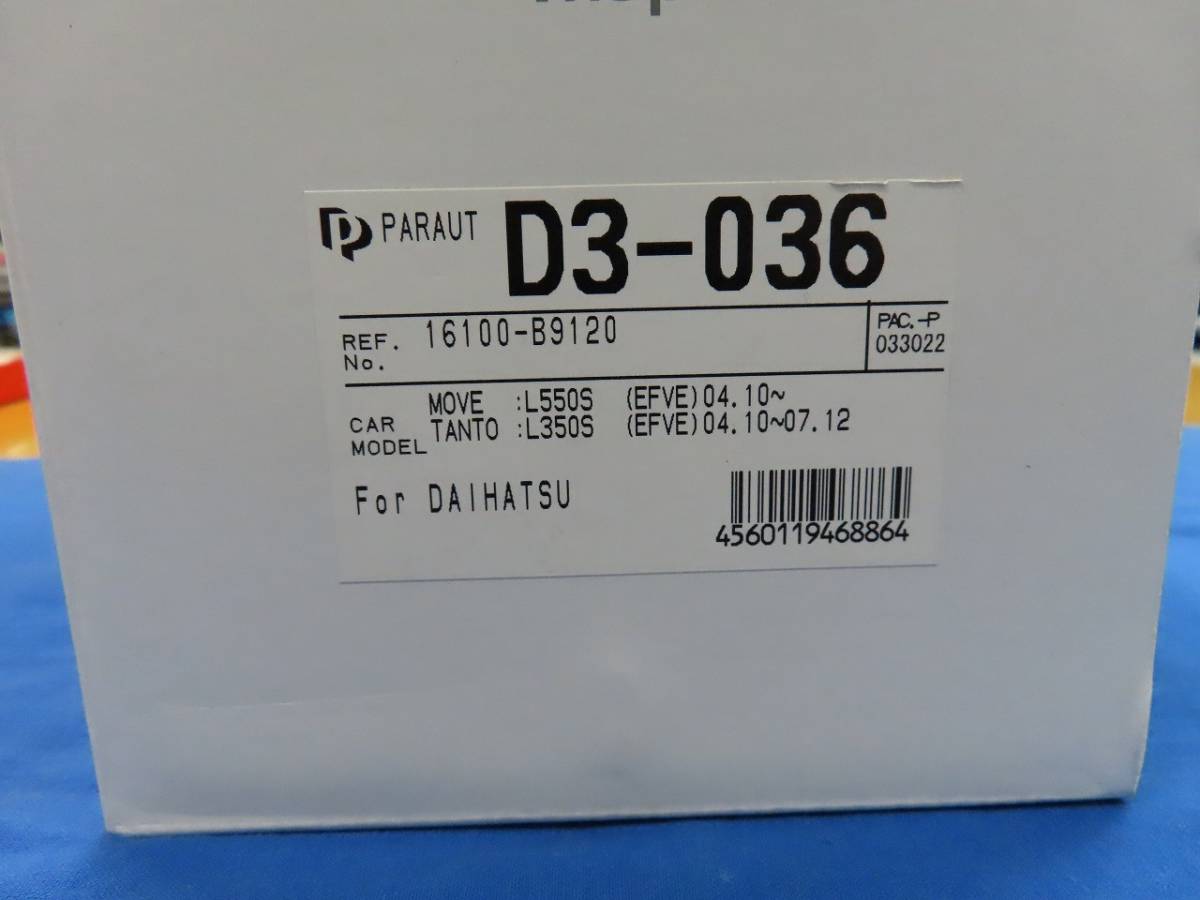 PARAUT D3-036
REF. No. 16100-B9120
PAC.-P
033022
CAR MODEL
MOVE :L550S (EFVE)04.10~
TANTO :L350S (EFVE)04.10~07.12
For DAIHATSU
4560119468864